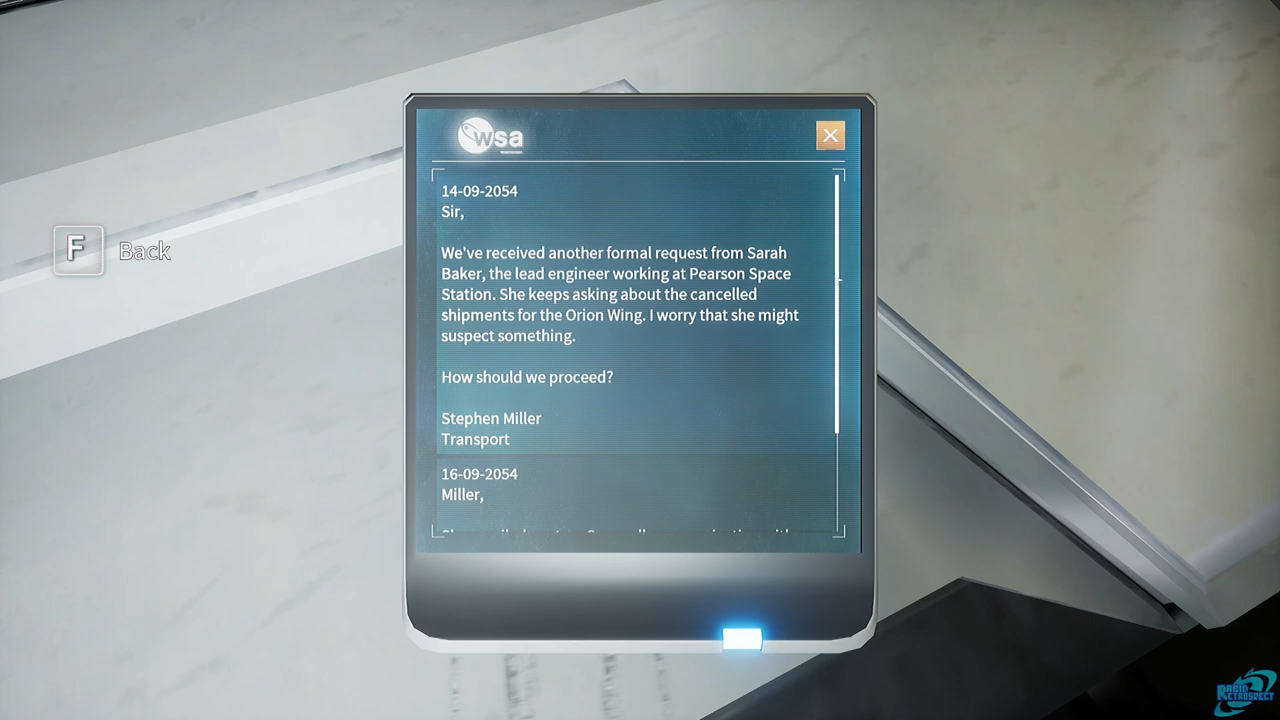 wsa
F Back
14-09-2054
Sir,
We've received another formal request from Sarah
Baker, the lead engineer working at Pearson Space
Station. She keeps asking about the cancelled
shipments for the Orion Wing. I worry that she might
suspect something.
How should we proceed?
Stephen Miller
Transport
16-09-2054
Miller,
RABID
RETROSPECT